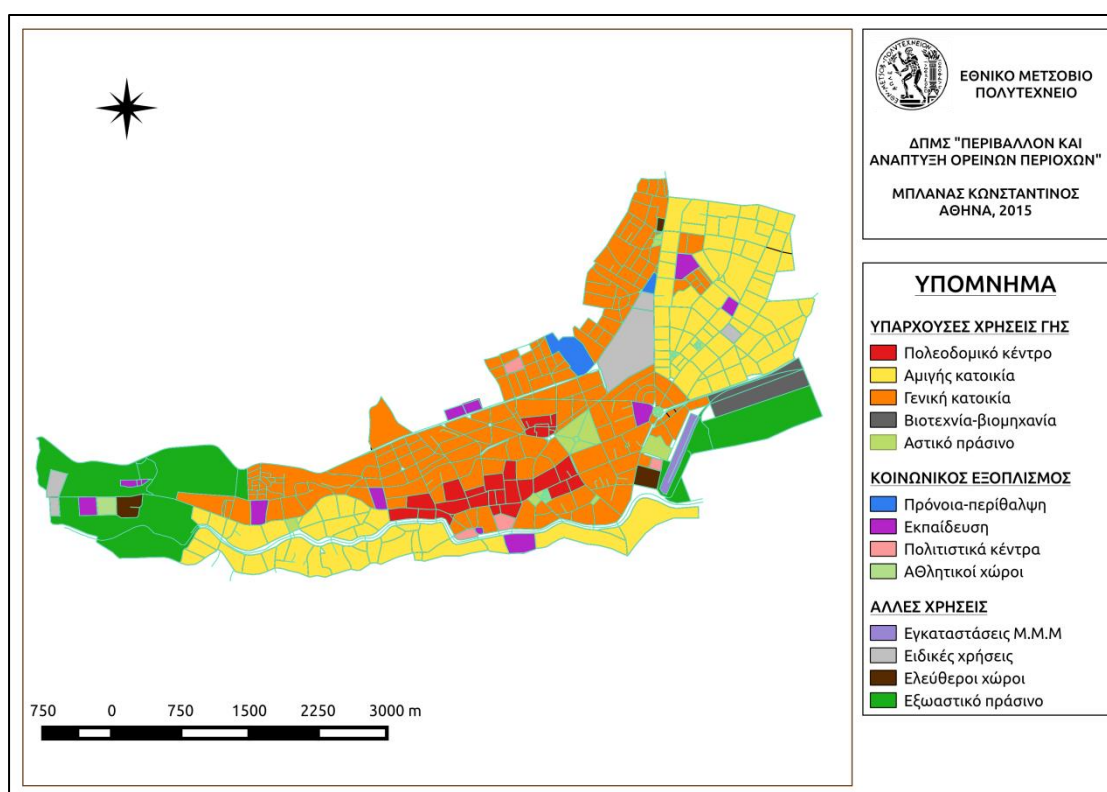 ΕΘΝΙΚΟ ΜΕΤΣΟΒΙΟ
ΠΟΛΥΤΕΧΝΕΙΟ
ΔΠΜΣ "ΠΕΡΙΒΑΛΛΟΝ ΚΑΙ
ΑΝΑΠΤΥΞΗ ΟΡΕΙΝΩΝ ΠΕΡΙΟΧΩΝ"
ΜΠΛΑΝΑΣ ΚΩΝΣΤΑΝΤΙΝΟΣ
ΑΘΗΝΑ, 2015
ΥΠΟΜΝΗΜΑ
ΥΠΑΡΧΟΥΣΕΣ ΧΡΗΣΕΙΣ ΓΗΣ
Πολεοδομικό κέντρο
Αμιγής κατοικία
Γενική κατοικία
Βιοτεχνία-βιομηχανία
Αστικό πράσινο
ΚΟΙΝΩΝΙΚΟΣ ΕΞΟΠΛΙΣΜΟΣ
Πρόνοια-περίθαλψη
Εκπαίδευση
Πολιτιστικά κέντρα
ΑΘλητικοί χώροι
ΑΛΛΕΣ ΧΡΗΣΕΙΣ
Εγκαταστάσεις Μ.Μ.Μ
Ειδικές χρήσεις
Ελεύθεροι χώροι
Εξωαστικό πράσινο
750 0 750 1500 2250 3000 m